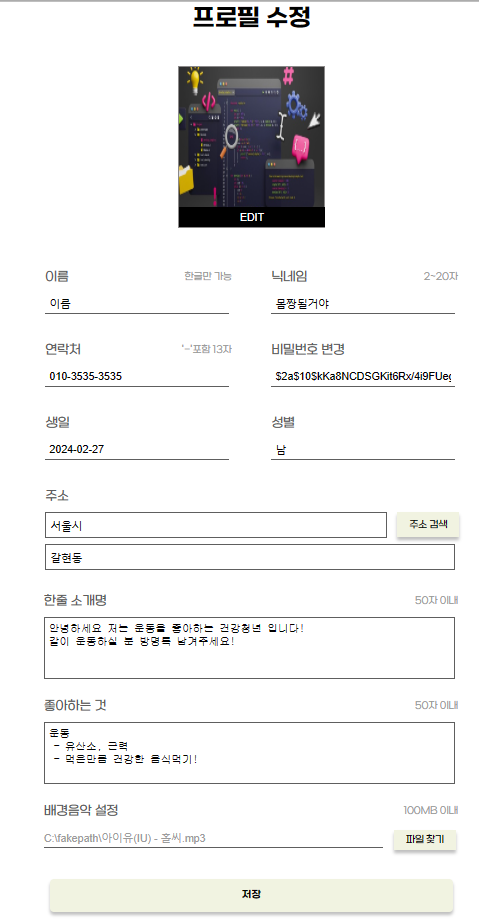 프로필 수정
EDIT
이름 한글만 가능
이름
닉네임 2~20자
몸짱될거야
연락처 '-'포함 13자
010-3535-3535
비밀번호 변경
$2a$10$kKa8NCDSGKit6Rx/4i9FUeg
생일
2024-02-27
성별
남
주소
서울시
주소 검색
갈현동
한줄 소개명 50자 이내
안녕하세요 저는 운동을 좋아하는 건강청년 입니다!
같이 운동하실 분 방명록 남겨주세요!
좋아하는 것 50자 이내
운동
- 유산소, 근력
- 먹은만큼 건강한 음식먹기!
배경음악 설정 100MB 이내
C:\fakepath\아이유(IU) - 홀씨.mp3
파일 찾기
저장